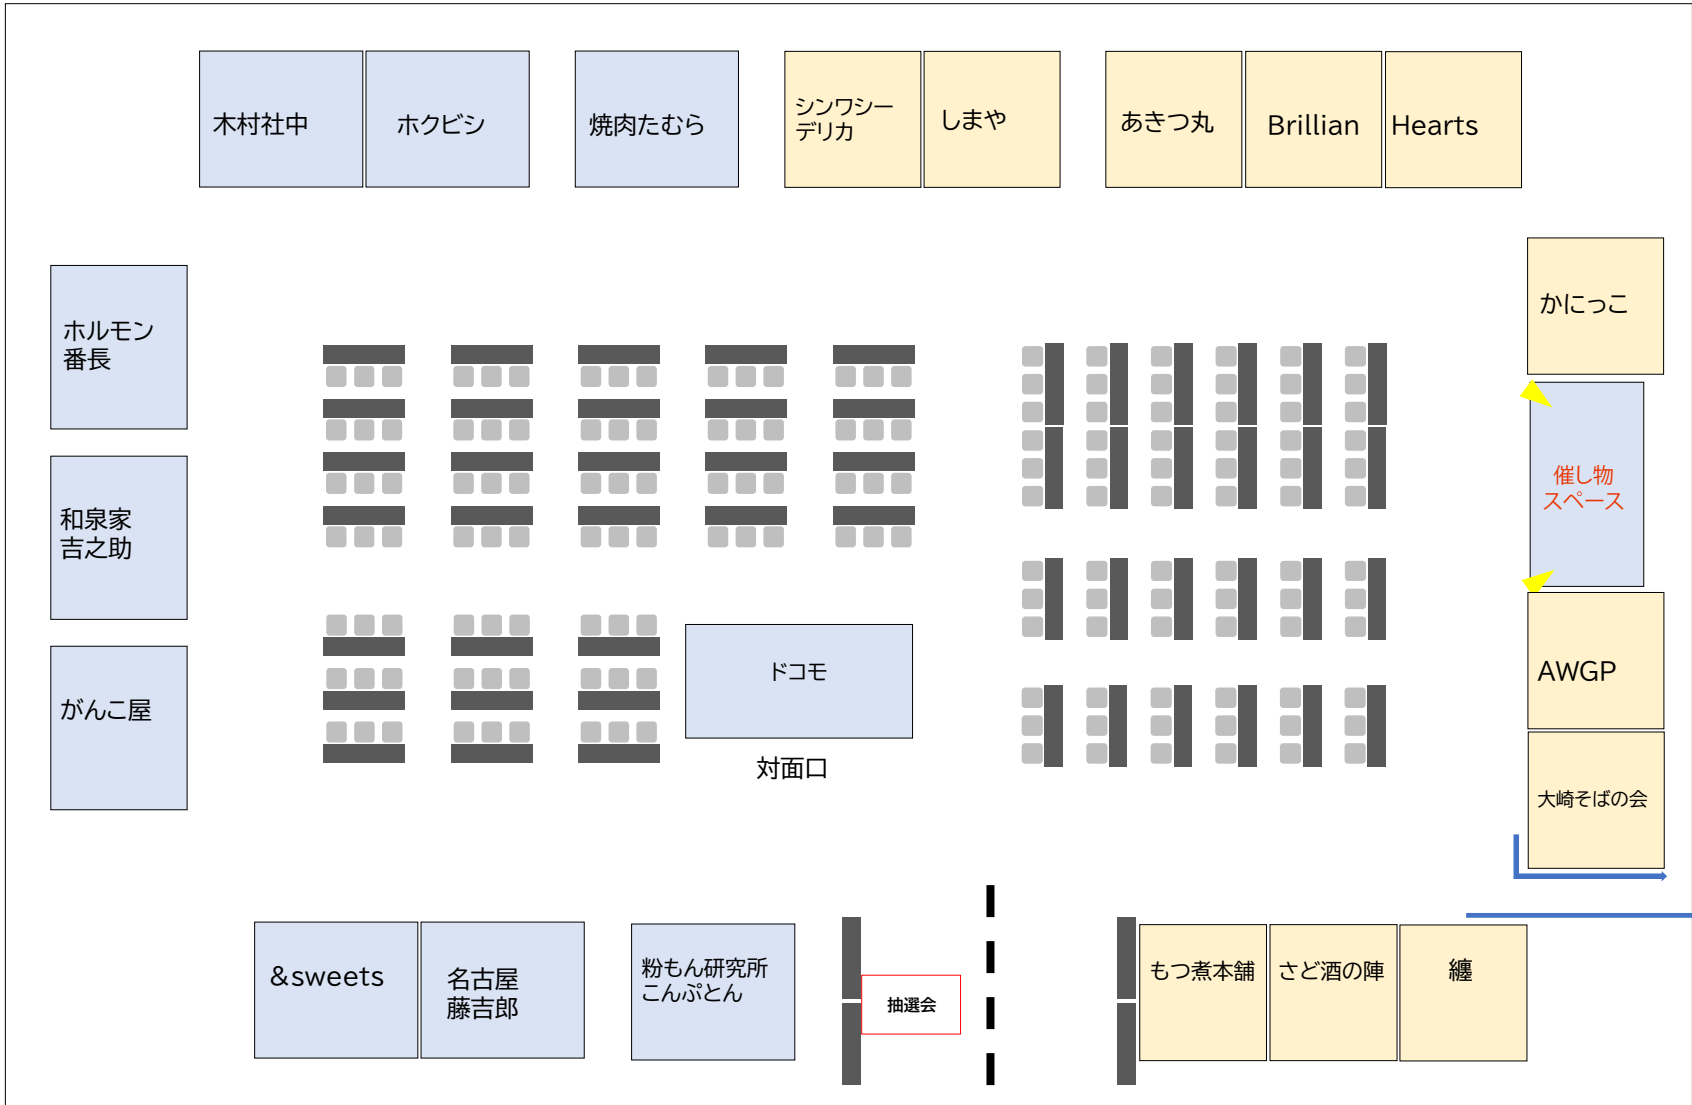 木村社中
ホクビシ
焼肉たむら
シンワシー
デリカ
しまや
あきつ丸
Brillian
Hearts
かにっこ
ホルモン
番長
催し物
スペース
和泉家
吉之助
がんこ屋
ドコモ
対面口
AWGP
大崎そばの会
&sweets
名古屋
藤吉郎
粉もん研究所
こんぷとん
抽選会
もつ煮本舗
さど酒の陣
纏